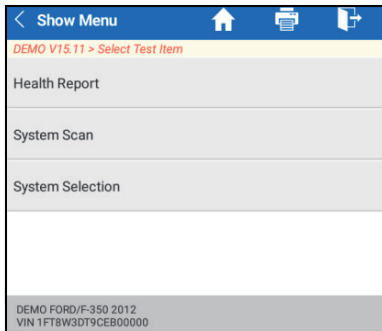 Show Menu
DEMO V15.11 > Select Test Item
Health Report
System Scan
System Selection
DEMO FORD/F-350 2012
VIN 1FT8W3DT9CEB00000